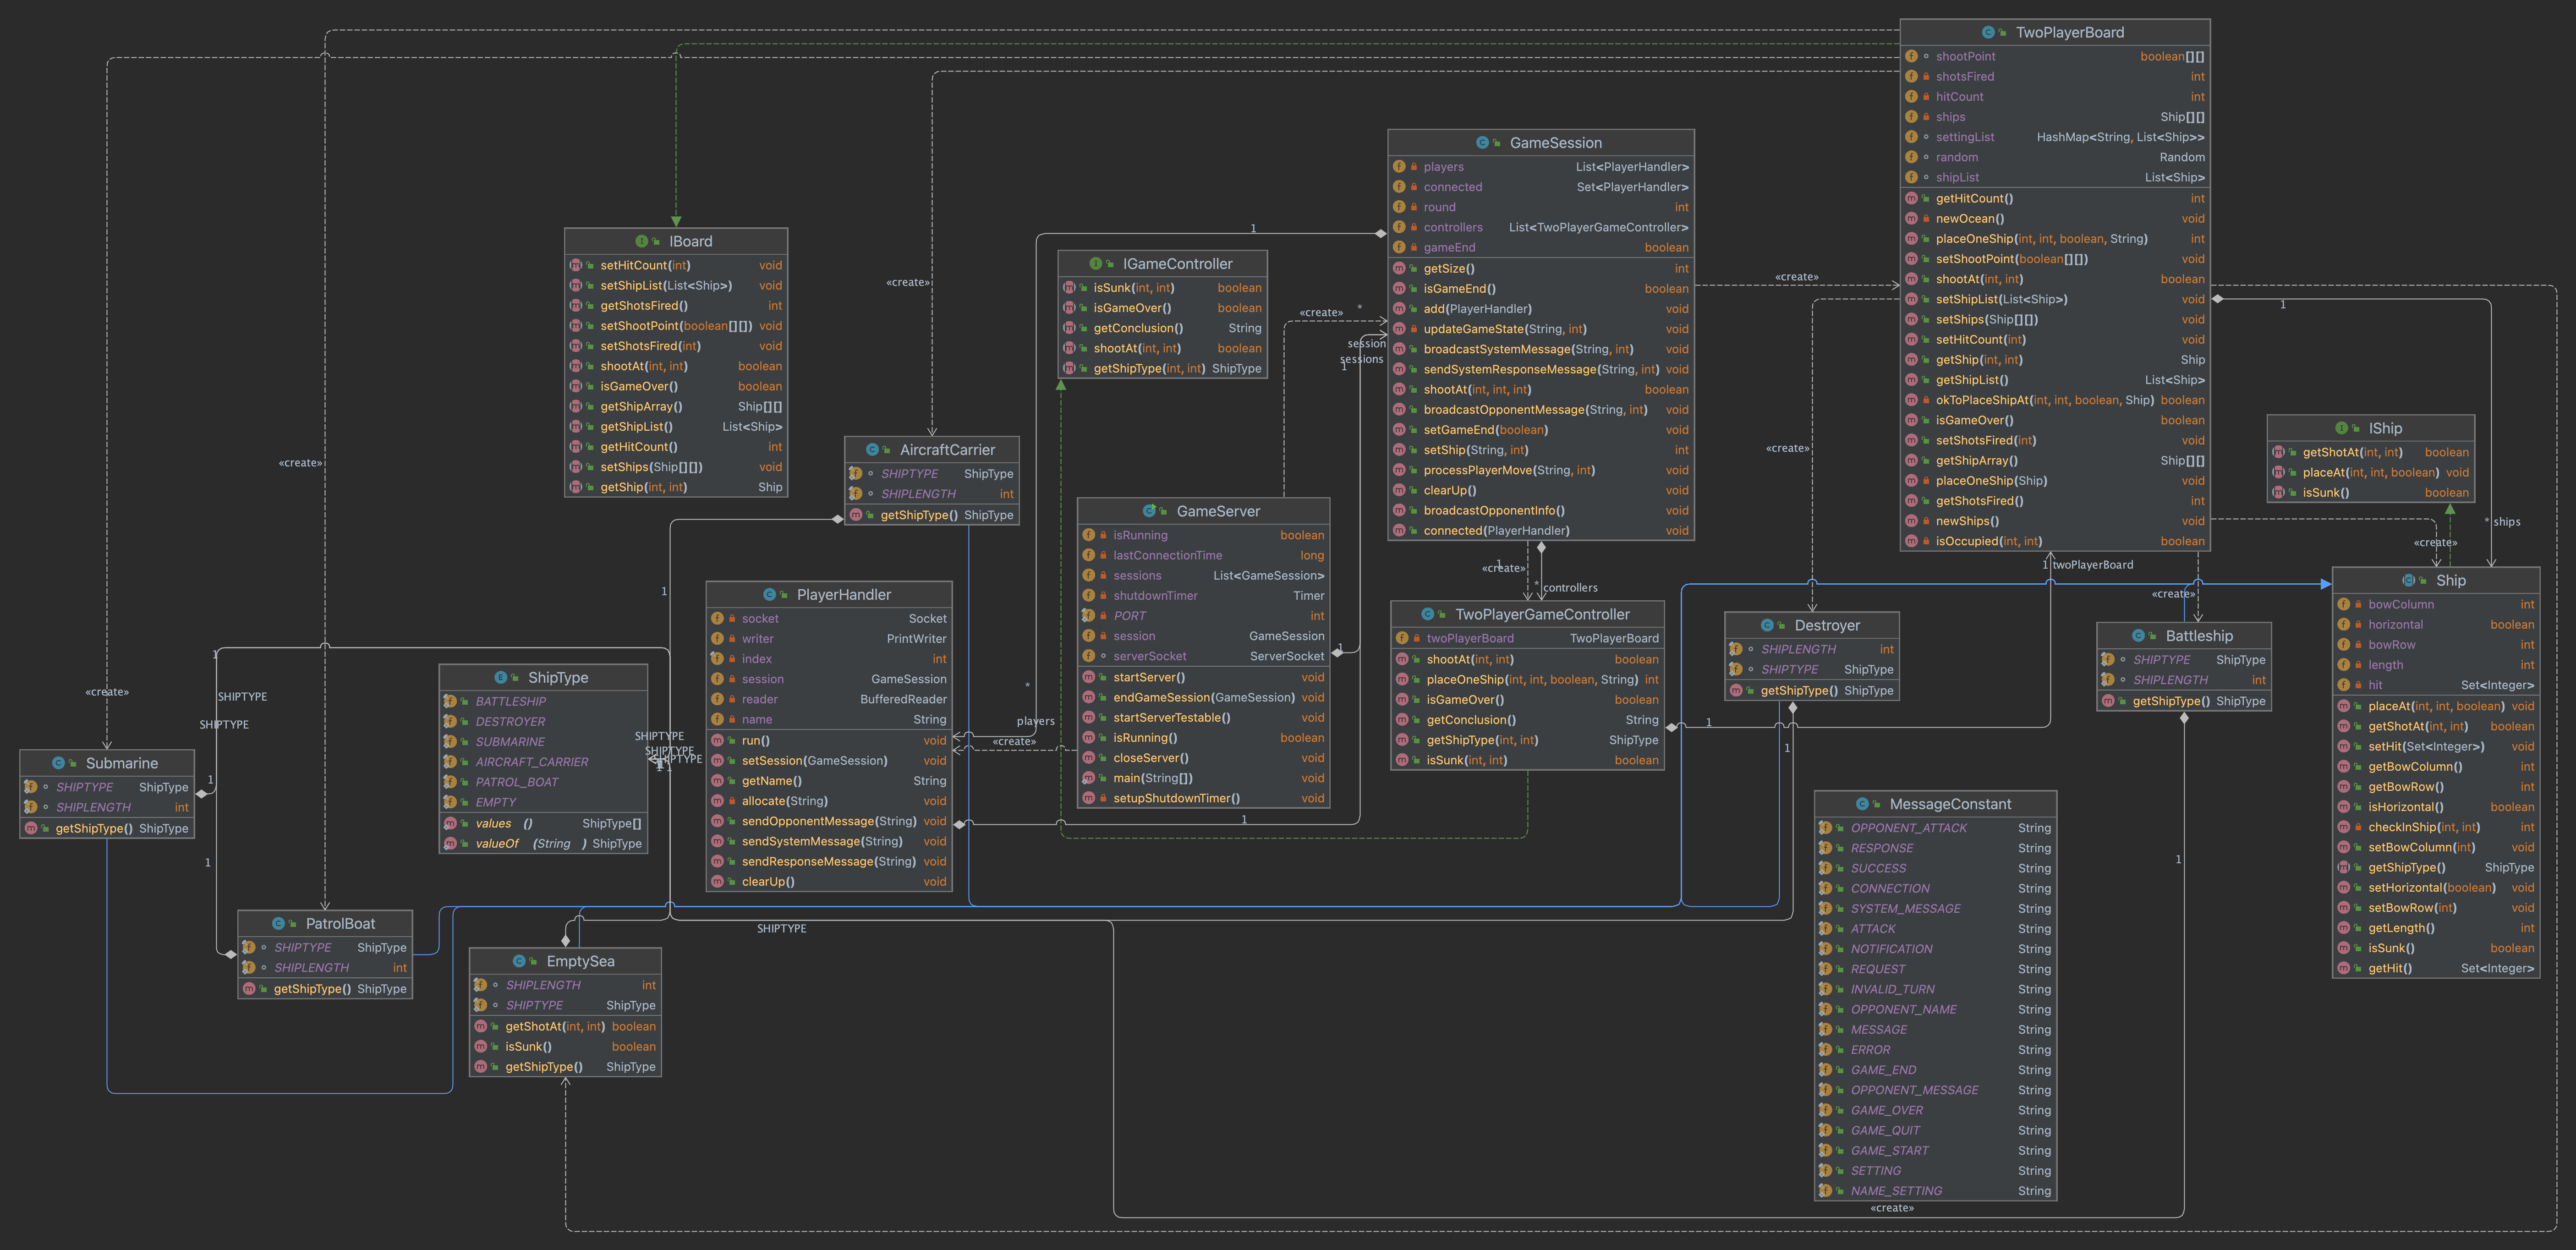 TwoPlayerBoard
shootPoint boolean[][]
shotsFired int
hitCount int
ships Ship[][]
settingList HashMap<String, List<Ship>>
random Random
shipList List<Ship>
getHitCount() int
newOcean() void
placeOneShip(int, int, boolean, String) int
setShootPoint(boolean[][]) void
shootAt(int, int) boolean
setShipList(List<Ship>) void
setShips(Ship[][]) void
setHitCount(int) void
getShip(int, int) Ship
getShipList() List<Ship>
okToPlaceShipAt(int, int, boolean, Ship) boolean
isGameOver() boolean
setShotsFired(int) void
getShipArray() Ship[][]
placeOneShip(Ship) void
getShotsFired() int
newShips() void
isOccupied(int, int) boolean
GameSession
players List<PlayerHandler>
connected Set<PlayerHandler>
round int
controllers List<TwoPlayerGameController>
gameEnd boolean
getSize() int
isGameEnd() boolean
add(PlayerHandler) void
updateGameState(String, int) void
broadcastSystemMessage(String, int) void
sendSystemResponseMessage(String, int) void
shootAt(int, int, int) boolean
broadcastOpponentMessage(String, int) void
setGameEnd(boolean) void
setShip(String, int) int
processPlayerMove(String, int) void
clearUp() void
broadcastOpponentInfo() void
connected(PlayerHandler) void
IBoard
setHitCount(int) void
setShipList(List<Ship>) void
getShotsFired() int
setShootPoint(boolean[][]) void
setShotsFired(int) void
shootAt(int, int) boolean
isGameOver() boolean
getShipArray() Ship[][]
getShipList() List<Ship>
getHitCount() int
setShips(Ship[][]) void
getShip(int, int) Ship
IGameController
isSunk(int, int) boolean
isGameOver() boolean
getConclusion() String
shootAt(int, int) boolean
getShipType(int, int) ShipType
1
«create»
«create»
«create»
*
session
sessions
1
«create»
1
«create»
IShip
getShotAt(int, int) boolean
placeAt(int, int, boolean) void
isSunk() boolean
AircraftCarrier
SHIPTYPE ShipType
SHIPLENGTH int
getShipType() ShipType
«create»
GameServer
isRunning boolean
lastConnectionTime long
sessions List<GameSession>
shutdownTimer Timer
PORT int
session GameSession
serverSocket ServerSocket
startServer() void
endGameSession(GameSession) void
startServerTestable() void
isRunning() boolean
closeServer() void
main(String[]) void
setupShutdownTimer() void
* ships
«create»
1
«create»
* controllers
1 twoPlayerBoard
«create»
1
1
PlayerHandler
socket Socket
writer PrintWriter
index int
session GameSession
reader BufferedReader
name String
run() void
setSession(GameSession) void
getName() String
allocate(String) void
sendOpponentMessage(String) void
sendSystemMessage(String) void
sendResponseMessage(String) void
clearUp() void
*
players
«create»
1
TwoPlayerGameController
twoPlayerBoard TwoPlayerBoard
shootAt(int, int) boolean
placeOneShip(int, int, boolean, String) int
isGameOver() boolean
getConclusion() String
getShipType(int, int) ShipType
isSunk(int, int) boolean
1
Destroyer
SHIPLENGTH int
SHIPTYPE ShipType
getShipType() ShipType
1
Battleship
SHIPTYPE ShipType
SHIPLENGTH int
getShipType() ShipType
1
Ship
bowColumn int
horizontal boolean
bowRow int
length int
hit Set<Integer>
placeAt(int, int, boolean) void
getShotAt(int, int) boolean
setHit(Set<Integer>) void
getBowColumn() int
getBowRow() int
isHorizontal() boolean
checkInShip(int, int) int
setBowColumn(int) void
getShipType() ShipType
setHorizontal(boolean) void
setBowRow(int) void
getLength() int
isSunk() boolean
getHit() Set<Integer>
1
SHIPTYPE
SHIPTYPE
«create»
ShipType
BATTLESHIP
DESTROYER
SUBMARINE
AIRCRAFT_CARRIER
PATROL_BOAT
EMPTY
values () ShipType[]
valueOf (String ) ShipType
SHIPTYPE
SHIPTYPE
SHIPTYPE
Submarine
SHIPTYPE ShipType
SHIPLENGTH int
getShipType() ShipType
1
1
PatrolBoat
SHIPTYPE ShipType
SHIPLENGTH int
getShipType() ShipType
SHIPTYPE
EmptySea
SHIPLENGTH int
SHIPTYPE ShipType
getShotAt(int, int) boolean
isSunk() boolean
getShipType() ShipType
MessageConstant
OPPONENT_ATTACK String
RESPONSE String
SUCCESS String
CONNECTION String
SYSTEM_MESSAGE String
ATTACK String
NOTIFICATION String
REQUEST String
INVALID_TURN String
OPPONENT_NAME String
MESSAGE String
ERROR String
GAME_END String
OPPONENT_MESSAGE String
GAME_OVER String
GAME_QUIT String
GAME_START String
SETTING String
NAME_SETTING String
«create»